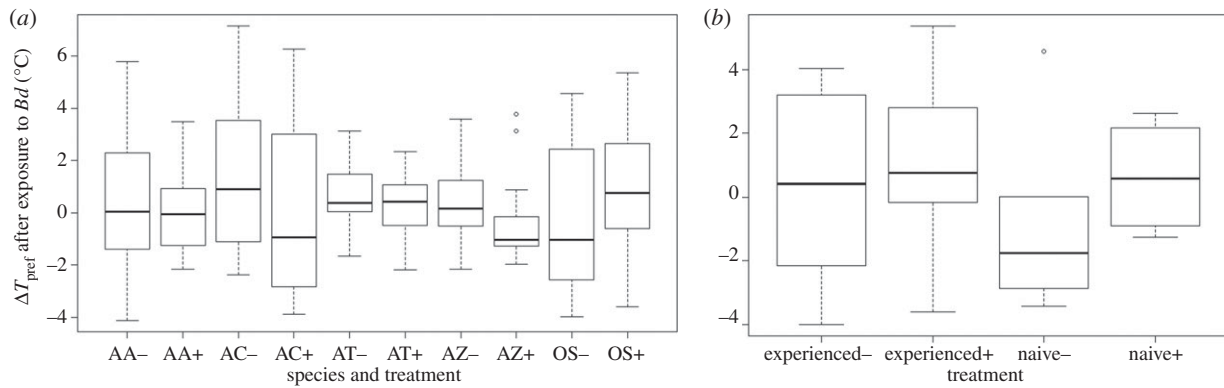 (a)
ΔTpref after exposure to Bd (°C)
6
4
2
0
–2
–4
AA–
AA+
AC–
AC+
AT–
AT+
AZ–
AZ+
OS–
OS+
species and treatment
(b)
4
2
0
–2
–4
experienced–
experienced+
naive–
naive+
treatment